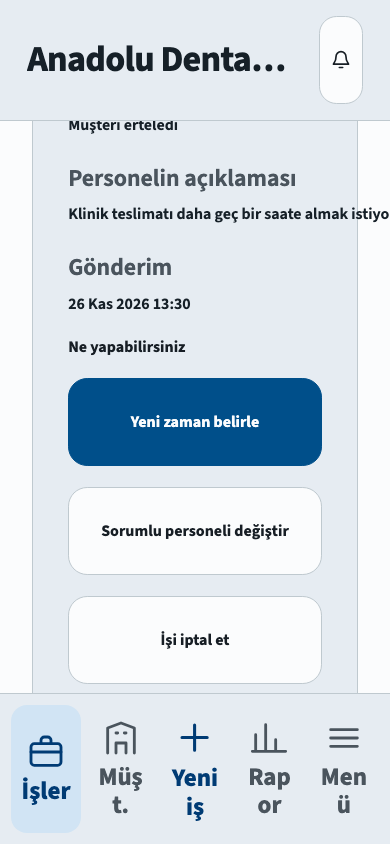 Anadolu Denta...
Müşteri erteledi
Personelin açıklaması
Klinik teslimatı daha geç bir saate almak istiyo
Gönderim
26 Kas 2026 13:30
Ne yapabilirsiniz
Yeni zaman belirle
Sorumlu personeli değiştir
İşi iptal et
İşler
Müş
t.
Yeni
iş
Rap
or
Men
ü